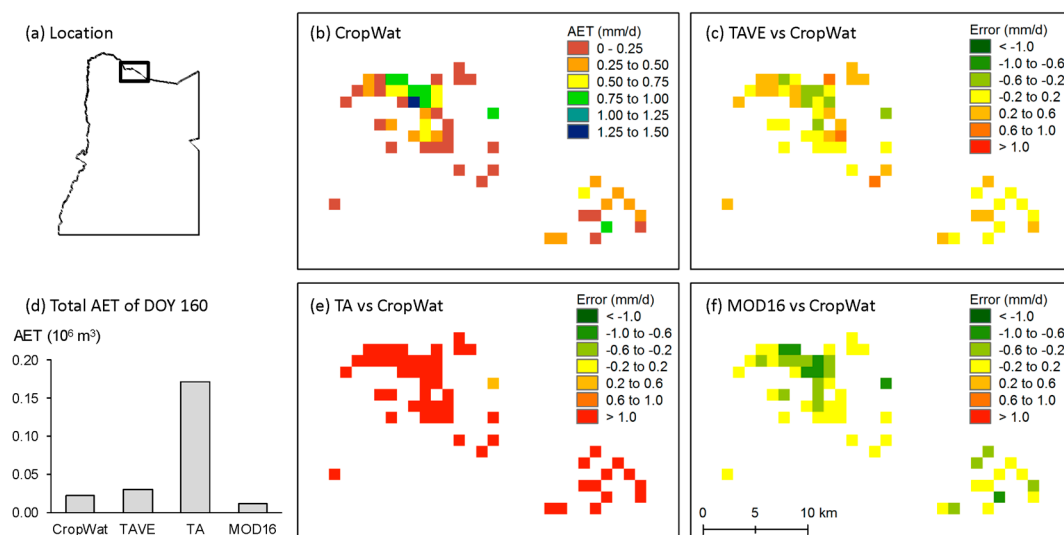 (a) Location
(b) CropWat
AET (mm/d)
0 - 0.25
0.25 to 0.50
0.50 to 0.75
0.75 to 1.00
1.00 to 1.25
1.25 to 1.50
(c) TAVE vs CropWat
Error (mm/d)
< -1.0
-1.0 to -0.6
-0.6 to -0.2
-0.2 to 0.2
0.2 to 0.6
0.6 to 1.0
> 1.0
(d) Total AET of DOY 160
AET (10⁶ m³)
0.20
0.15
0.10
0.05
0.00
CropWat TAVE TA MOD16
(e) TA vs CropWat
Error (mm/d)
< -1.0
-1.0 to -0.6
-0.6 to -0.2
-0.2 to 0.2
0.2 to 0.6
0.6 to 1.0
> 1.0
(f) MOD16 vs CropWat
Error (mm/d)
< -1.0
-1.0 to -0.6
-0.6 to -0.2
-0.2 to 0.2
0.2 to 0.6
0.6 to 1.0
> 1.0
0 5 10 km